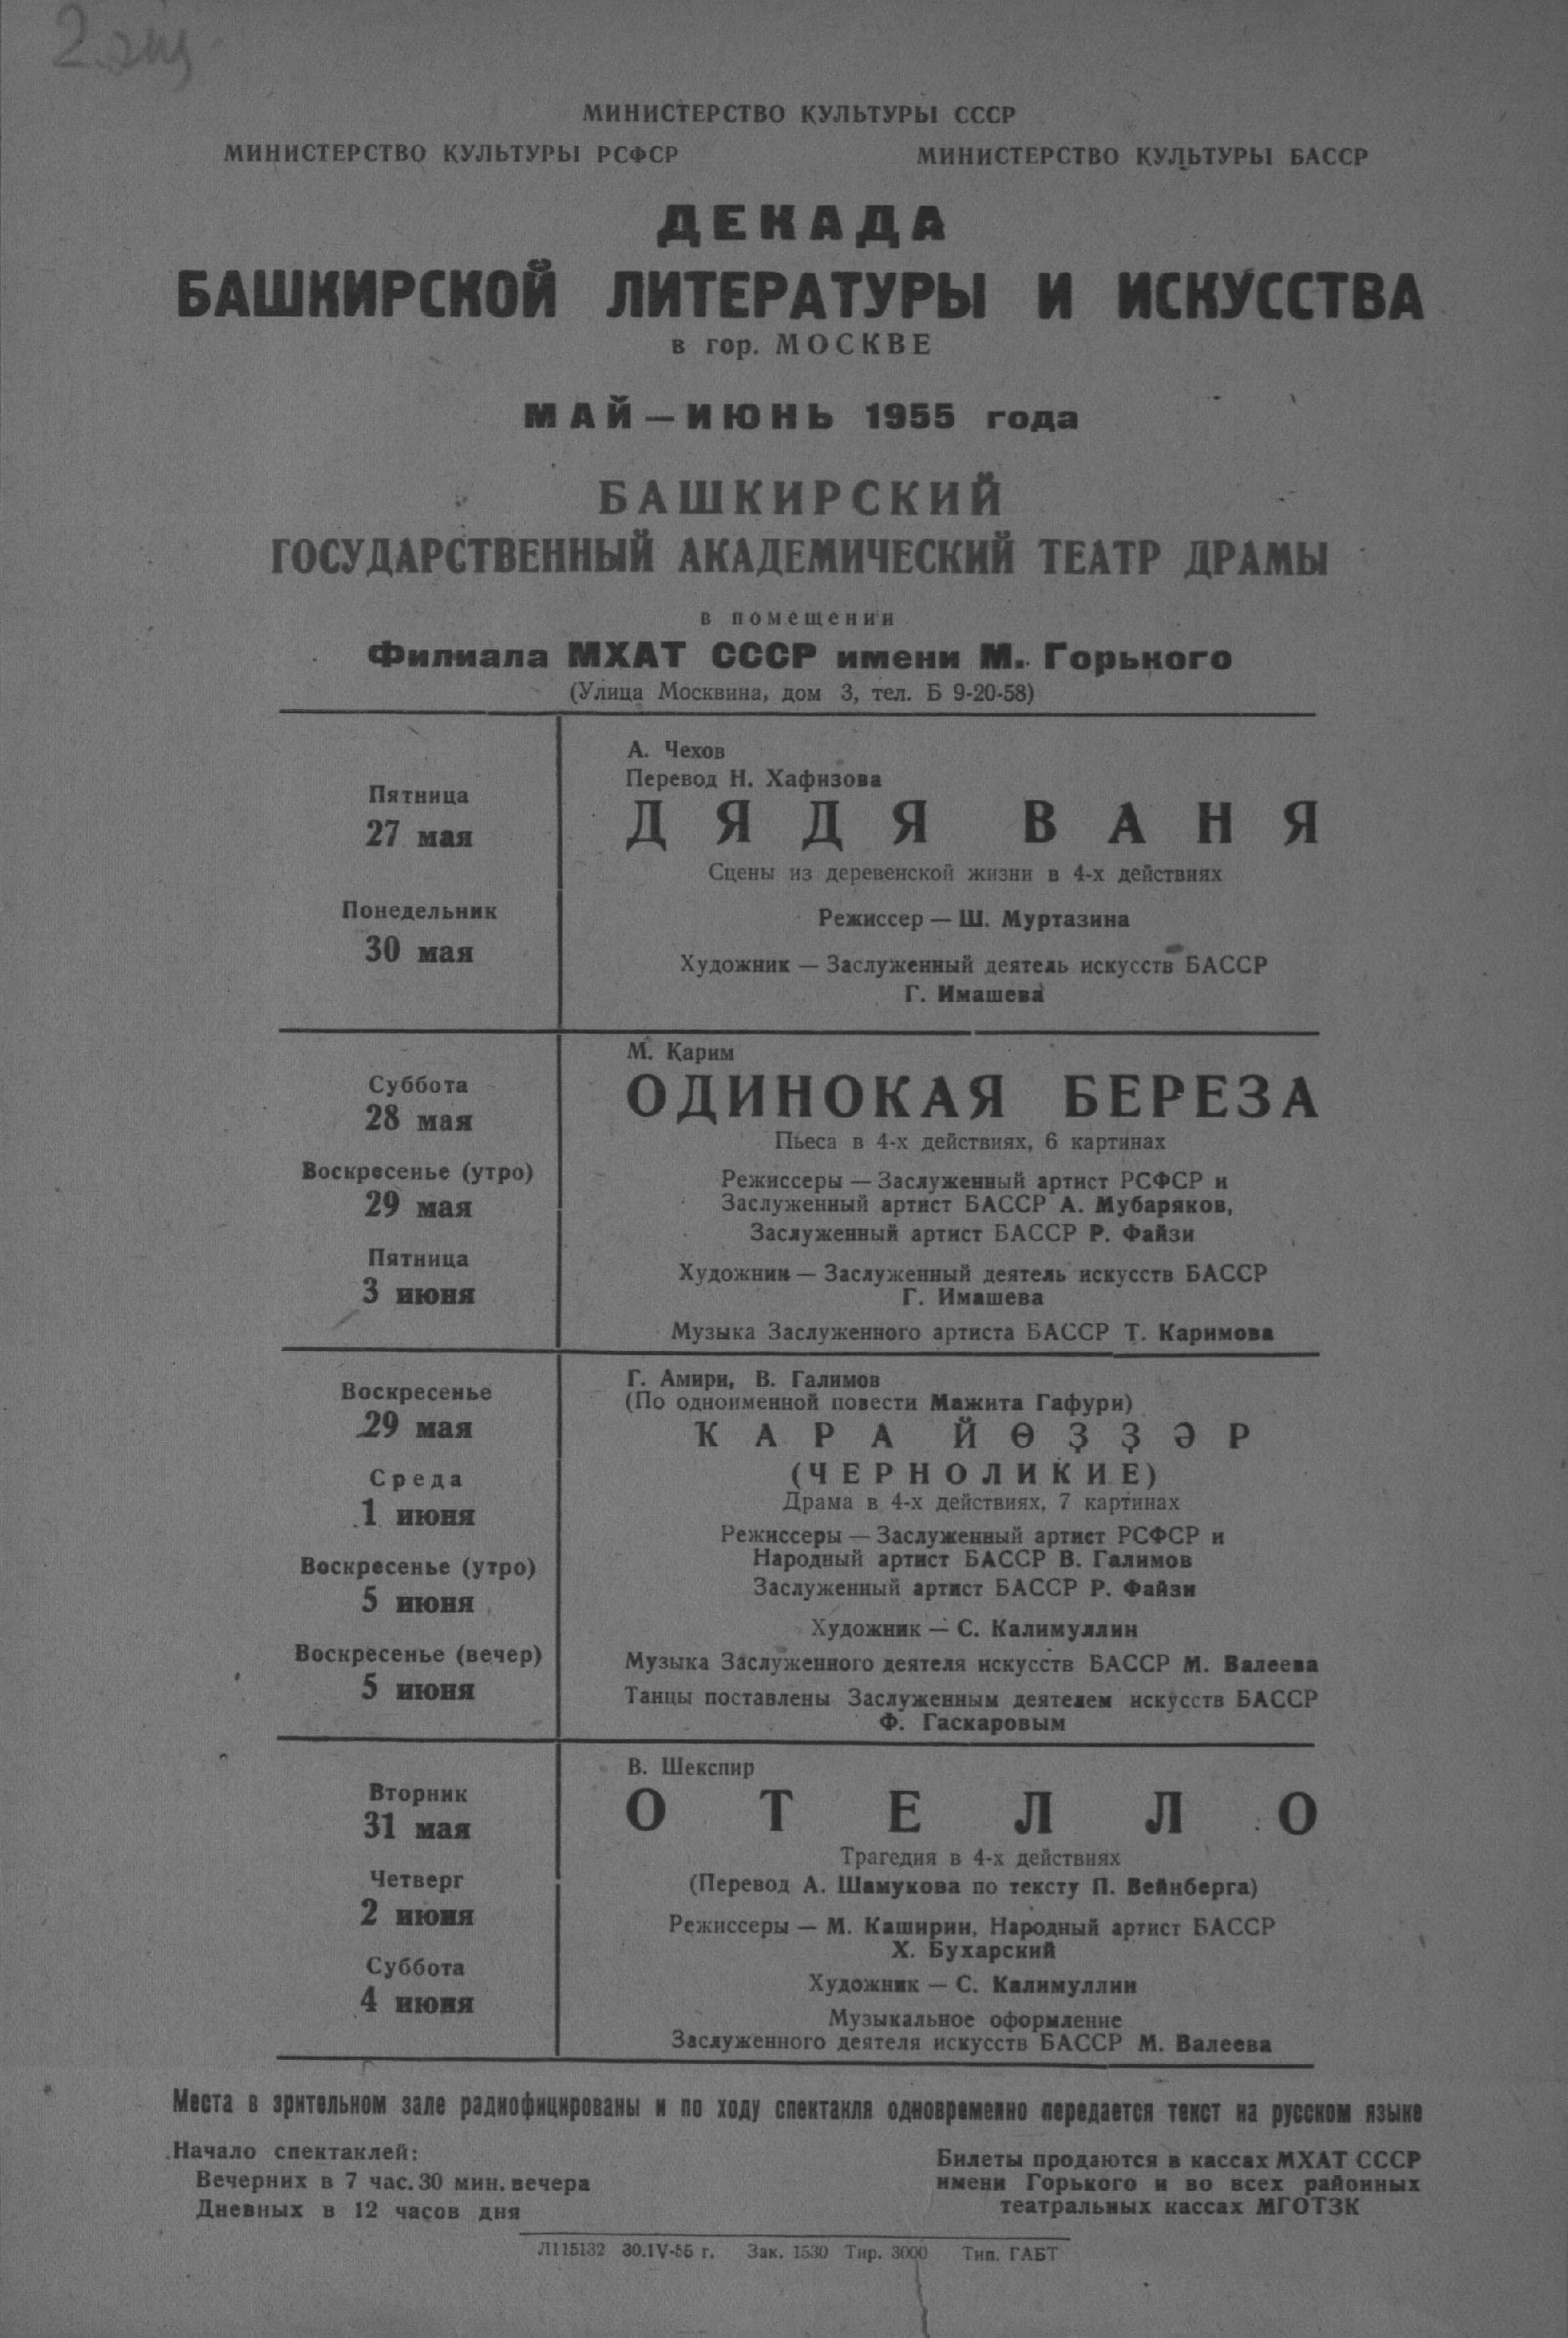 2 экз
МИНИСТЕРСТВО КУЛЬТУРЫ СССР
МИНИСТЕРСТВО КУЛЬТУРЫ РСФСР МИНИСТЕРСТВО КУЛЬТУРЫ БАССР
ДЕКАДА
БАШКИРСКОЙ ЛИТЕРАТУРЫ И ИСКУССТВА
в гор. МОСКВЕ
МАЙ — ИЮНЬ 1955 года
БАШКИРСКИЙ
ГОСУДАРСТВЕННЫЙ АКАДЕМИЧЕСКИЙ ТЕАТР ДРАМЫ
в помещении
Филиала МХАТ СССР имени М. Горького
(Улица Москвина, дом 3, тел. Б 9-20-58)
Пятница
27 мая
Понедельник
30 мая
А. Чехов
Перевод Н. Хафизова
ДЯДЯ ВАНЯ
Сцены из деревенской жизни в 4-х действиях
Режиссер — Ш. Муртазина
Художник — Заслуженный деятель искусств БАССР
Г. Имашева
Суббота
28 мая
Воскресенье (утро)
29 мая
Пятница
3 июня
М. Карим
ОДИНОКАЯ БЕРЕЗА
Пьеса в 4-х действиях, 6 картинах
Режиссеры — Заслуженный артист РСФСР и
Заслуженный артист БАССР А. Мубаряков,
Заслуженный артист БАССР Р. Файзи
Художник — Заслуженный деятель искусств БАССР
Г. Имашева
Музыка Заслуженного артиста БАССР Т. Каримова
Воскресенье
29 мая
Среда
1 июня
Воскресенье (утро)
5 июня
Воскресенье (вечер)
5 июня
Г. Амири, В. Галимов
(По одноименной повести Мажита Гафури)
ҠАРА ЙӨҘҘӘР
(ЧЕРНОЛИКИЕ)
Драма в 4-х действиях, 7 картинах
Режиссеры — Заслуженный артист РСФСР и
Народный артист БАССР В. Галимов
Заслуженный артист БАССР Р. Файзи
Художник — С. Калимуллин
Музыка Заслуженного деятеля искусств БАССР М. Валеева
Танцы поставлены Заслуженным деятелем искусств БАССР
Ф. Гаскаровым
Вторник
31 мая
Четверг
2 июня
Суббота
4 июня
В. Шекспир
ОТЕЛЛО
Трагедия в 4-х действиях
(Перевод А. Шамукова по тексту П. Вейнберга)
Режиссеры — М. Каширин, Народный артист БАССР
Х. Бухарский
Художник — С. Калимуллин
Музыкальное оформление
Заслуженного деятеля искусств БАССР М. Валеева
Места в зрительном зале радиофицированы и по ходу спектакля одновременно передается текст на русском языке
Начало спектаклей:
Вечерних в 7 час. 30 мин. вечера
Дневных в 12 часов дня
Билеты продаются в кассах МХАТ СССР
имени Горького и во всех районных
театральных кассах МГОТЗК
Л115132 30.IV-55 г. Зак. 1530 Тир. 3000 Тип. ГАБТ